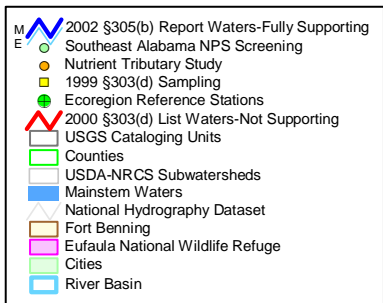 M
E
2002 §305(b) Report Waters-Fully Supporting
Southeast Alabama NPS Screening
Nutrient Tributary Study
1999 §303(d) Sampling
Ecoregion Reference Stations
2000 §303(d) List Waters-Not Supporting
USGS Cataloging Units
Counties
USDA-NRCS Subwatersheds
Mainstem Waters
National Hydrography Dataset
Fort Benning
Eufaula National Wildlife Refuge
Cities
River Basin